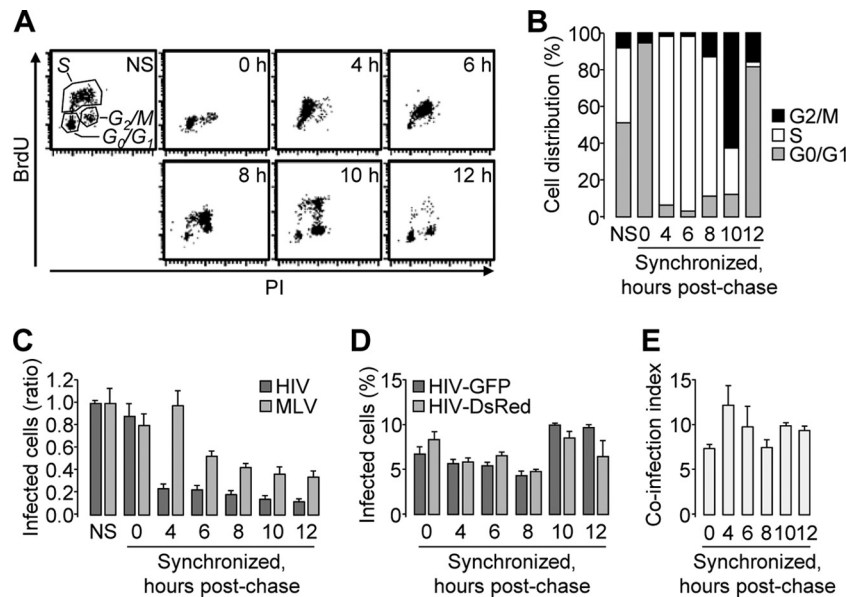 A
BrdU
NS
S
G2/M
G0/G1
0 h
4 h
6 h
8 h
10 h
12 h
PI
B
Cell distribution (%)
100
80
60
40
20
0
NS 0 4 6 8 10 12
Synchronized,
hours post-chase
G2/M
S
G0/G1
C
Infected cells (ratio)
1.2
1.0
0.8
0.6
0.4
0.2
0.0
HIV
MLV
NS 0 4 6 8 10 12
Synchronized,
hours post-chase
D
Infected cells (%)
15
10
5
0
HIV-GFP
HIV-DsRed
0 4 6 8 10 12
Synchronized,
hours post-chase
E
Co-infection index
15
10
5
0
0 4 6 8 10 12
Synchronized,
hours post-chase